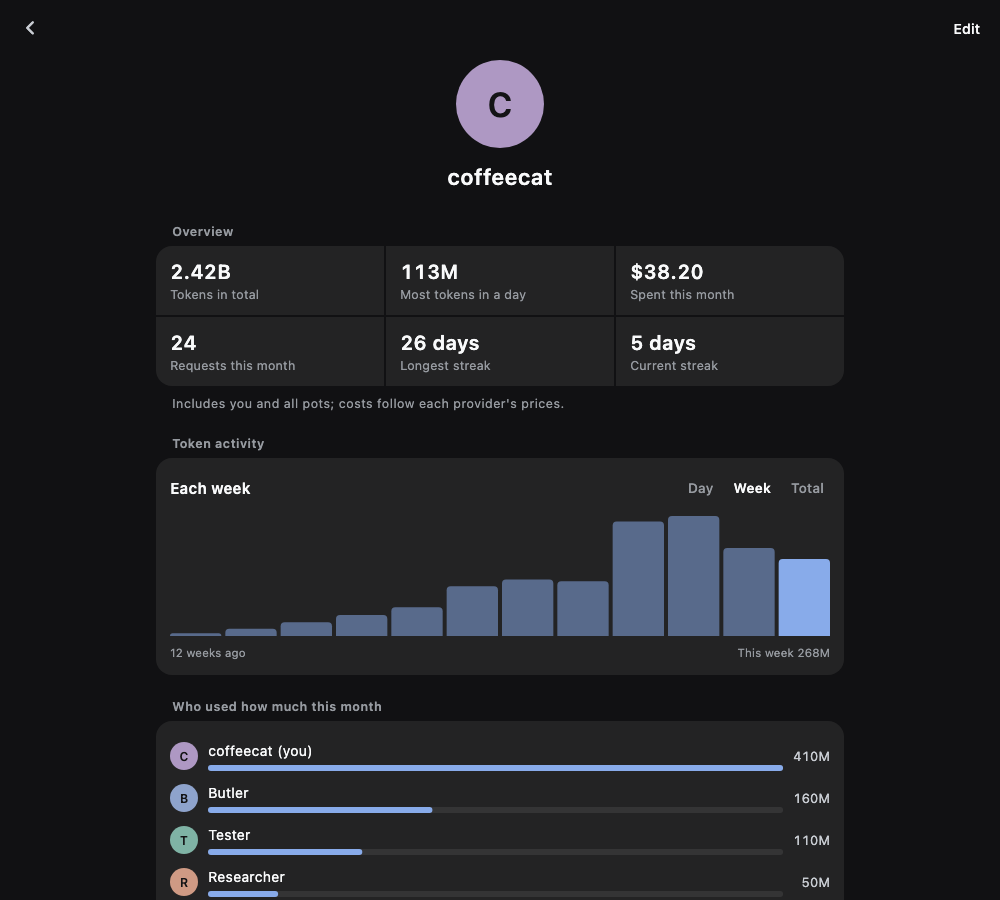 Edit
C
coffeecat
Overview
2.42B
Tokens in total
113M
Most tokens in a day
$38.20
Spent this month
24
Requests this month
26 days
Longest streak
5 days
Current streak
Includes you and all pots; costs follow each provider's prices.
Token activity
Each week
Day Week Total
12 weeks ago
This week 268M
Who used how much this month
C coffeecat (you) 410M
B Butler 160M
T Tester 110M
R Researcher 50M